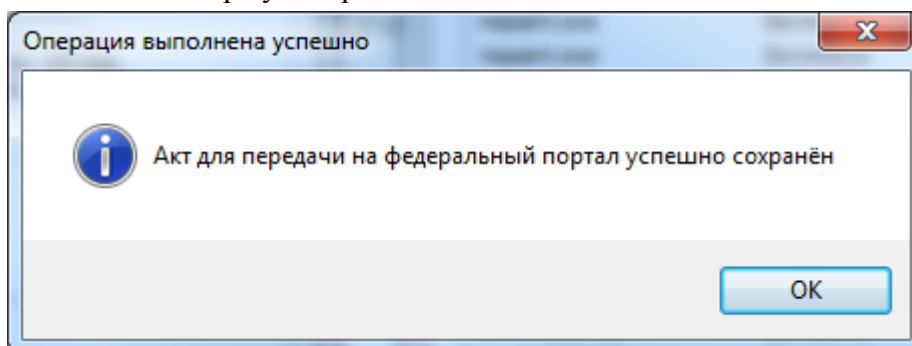 Операция выполнена успешно
Акт для передачи на федеральный портал успешно сохранён
OK